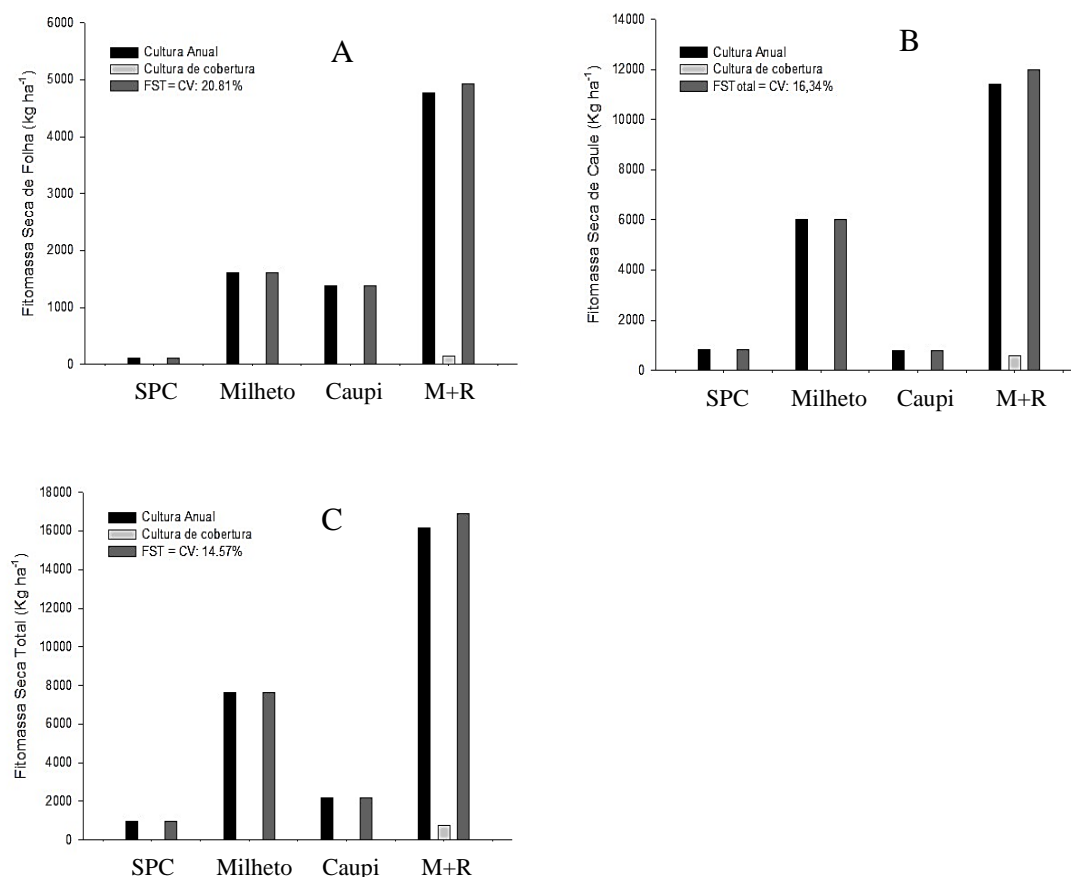 A
Cultura Anual
Cultura de cobertura
FST = CV: 20.81%
Fitomassa Seca de Folha (kg ha⁻¹)
6000
5000
4000
3000
2000
1000
0
SPC Milheto Caupi M+R
B
Cultura Anual
Cultura de cobertura
FSTotal = CV: 16,34%
Fitomassa Seca de Caule (Kg ha⁻¹)
14000
12000
10000
8000
6000
4000
2000
0
SPC Milheto Caupi M+R
C
Cultura Anual
Cultura de cobertura
FST = CV: 14.57%
Fitomassa Seca Total (Kg ha⁻¹)
18000
16000
14000
12000
10000
8000
6000
4000
2000
0
SPC Milheto Caupi M+R